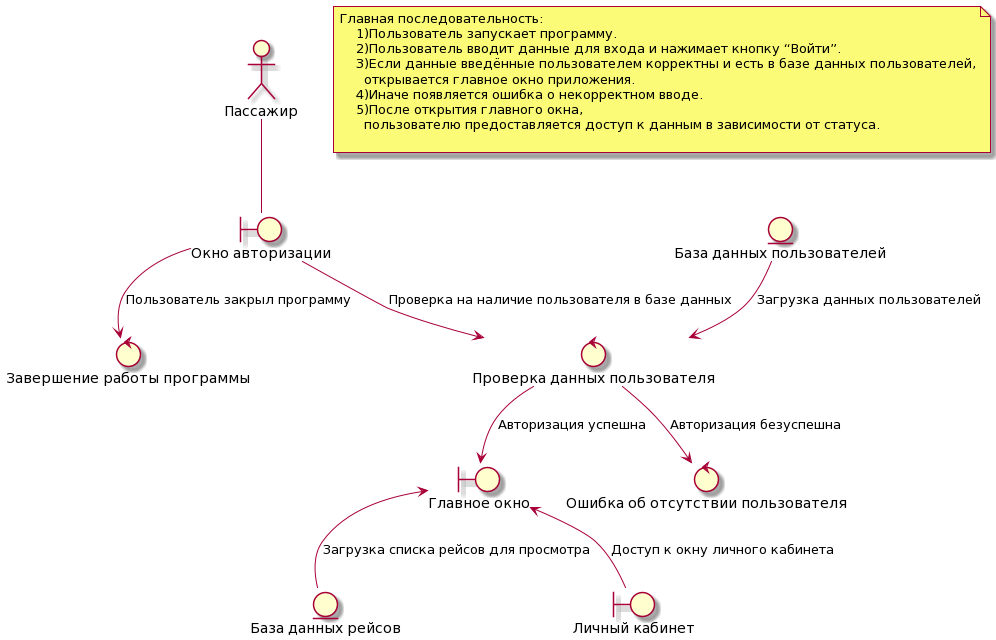 Главная последовательность:
1)Пользователь запускает программу.
2)Пользователь вводит данные для входа и нажимает кнопку “Войти”.
3)Если данные введённые пользователем корректны и есть в базе данных пользователей,
открывается главное окно приложения.
4)Иначе появляется ошибка о некорректном вводе.
5)После открытия главного окна,
пользователю предоставляется доступ к данным в зависимости от статуса.
Пассажир
Окно авторизации
База данных пользователей
Пользователь закрыл программу
Проверка на наличие пользователя в базе данных
Загрузка данных пользователей
Завершение работы программы
Проверка данных пользователя
Авторизация успешна
Авторизация безуспешна
Главное окно
Ошибка об отсутствии пользователя
Загрузка списка рейсов для просмотра
Доступ к окну личного кабинета
База данных рейсов
Личный кабинет